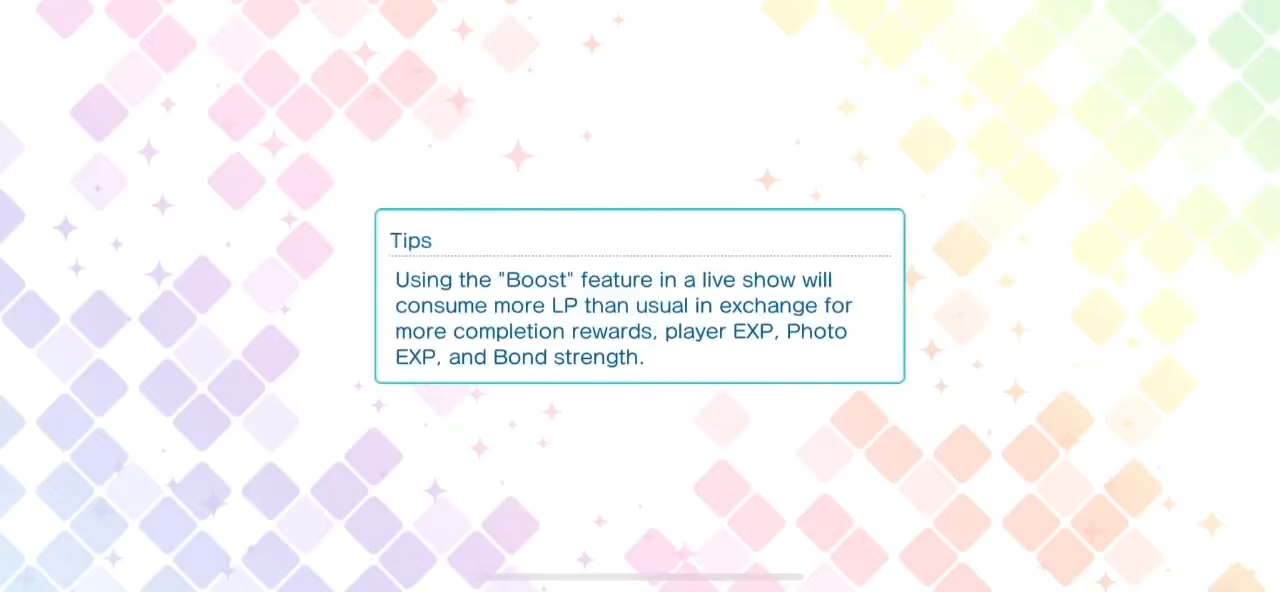 Tips
Using the "Boost" feature in a live show will
consume more LP than usual in exchange for
more completion rewards, player EXP, Photo
EXP, and Bond strength.